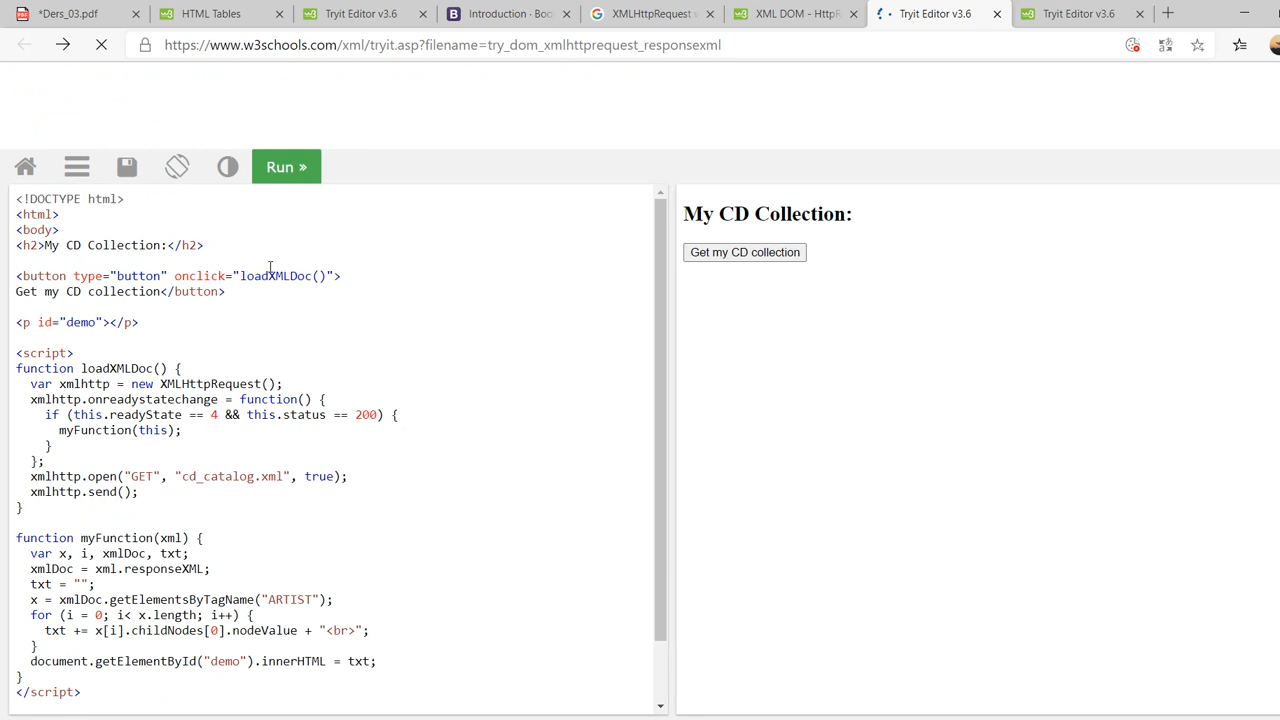 *Ders_03.pdf
HTML Tables
Tryit Editor v3.6
Introduction · Boo
XMLHttpRequest
XML DOM - HttpR
Tryit Editor v3.6
Tryit Editor v3.6
https://www.w3schools.com/xml/tryit.asp?filename=try_dom_xmlhttprequest_responsexml
Run »
<!DOCTYPE html>
<html>
<body>
<h2>My CD Collection:</h2>
<button type="button" onclick="loadXMLDoc()">
Get my CD collection</button>
<p id="demo"></p>
<script>
function loadXMLDoc() {
var xmlhttp = new XMLHttpRequest();
xmlhttp.onreadystatechange = function() {
if (this.readyState == 4 && this.status == 200) {
myFunction(this);
}
};
xmlhttp.open("GET", "cd_catalog.xml", true);
xmlhttp.send();
}
function myFunction(xml) {
var x, i, xmlDoc, txt;
xmlDoc = xml.responseXML;
txt = "";
x = xmlDoc.getElementsByTagName("ARTIST");
for (i = 0; i< x.length; i++) {
txt += x[i].childNodes[0].nodeValue + "<br>";
}
document.getElementById("demo").innerHTML = txt;
}
</script>
My CD Collection:
Get my CD collection